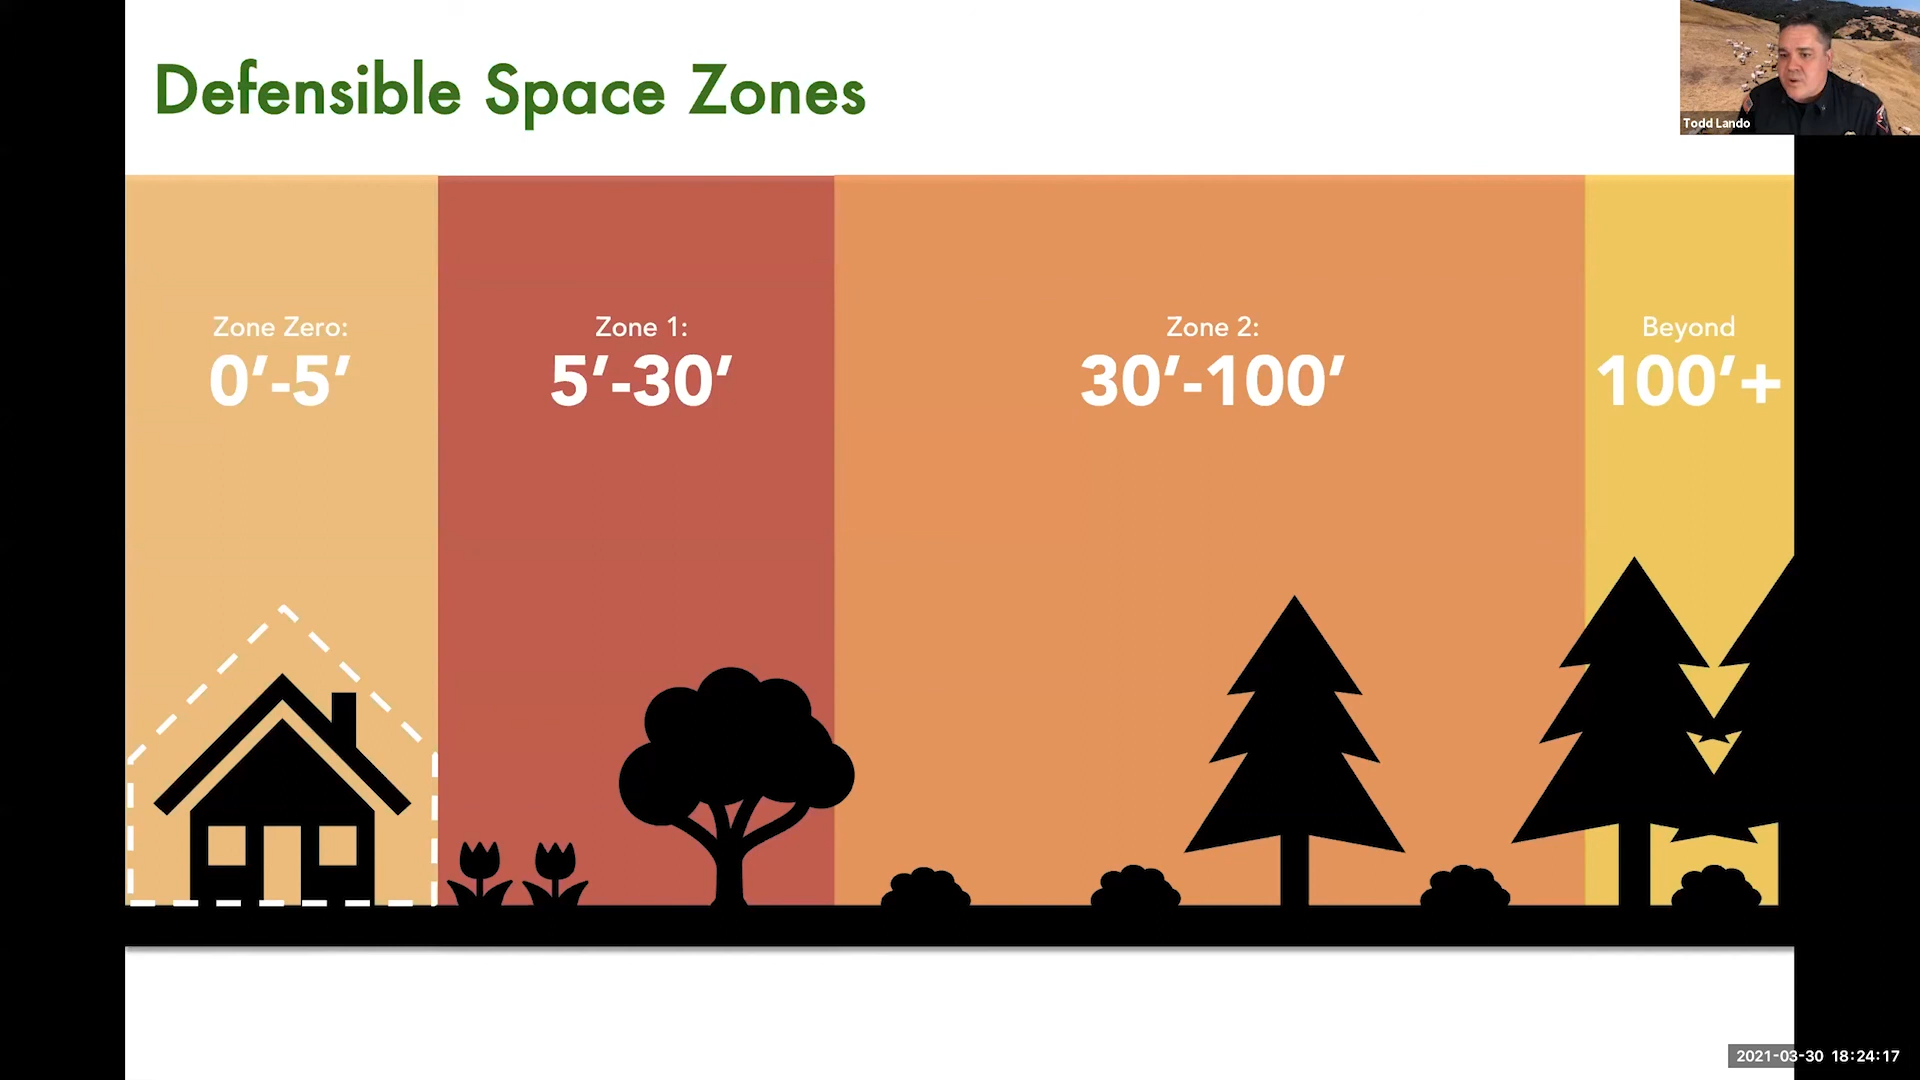 Defensible Space Zones
Todd Lando
Zone Zero:
0′-5′
Zone 1:
5′-30′
Zone 2:
30′-100′
Beyond
100′+
2021-03-30 18:24:17